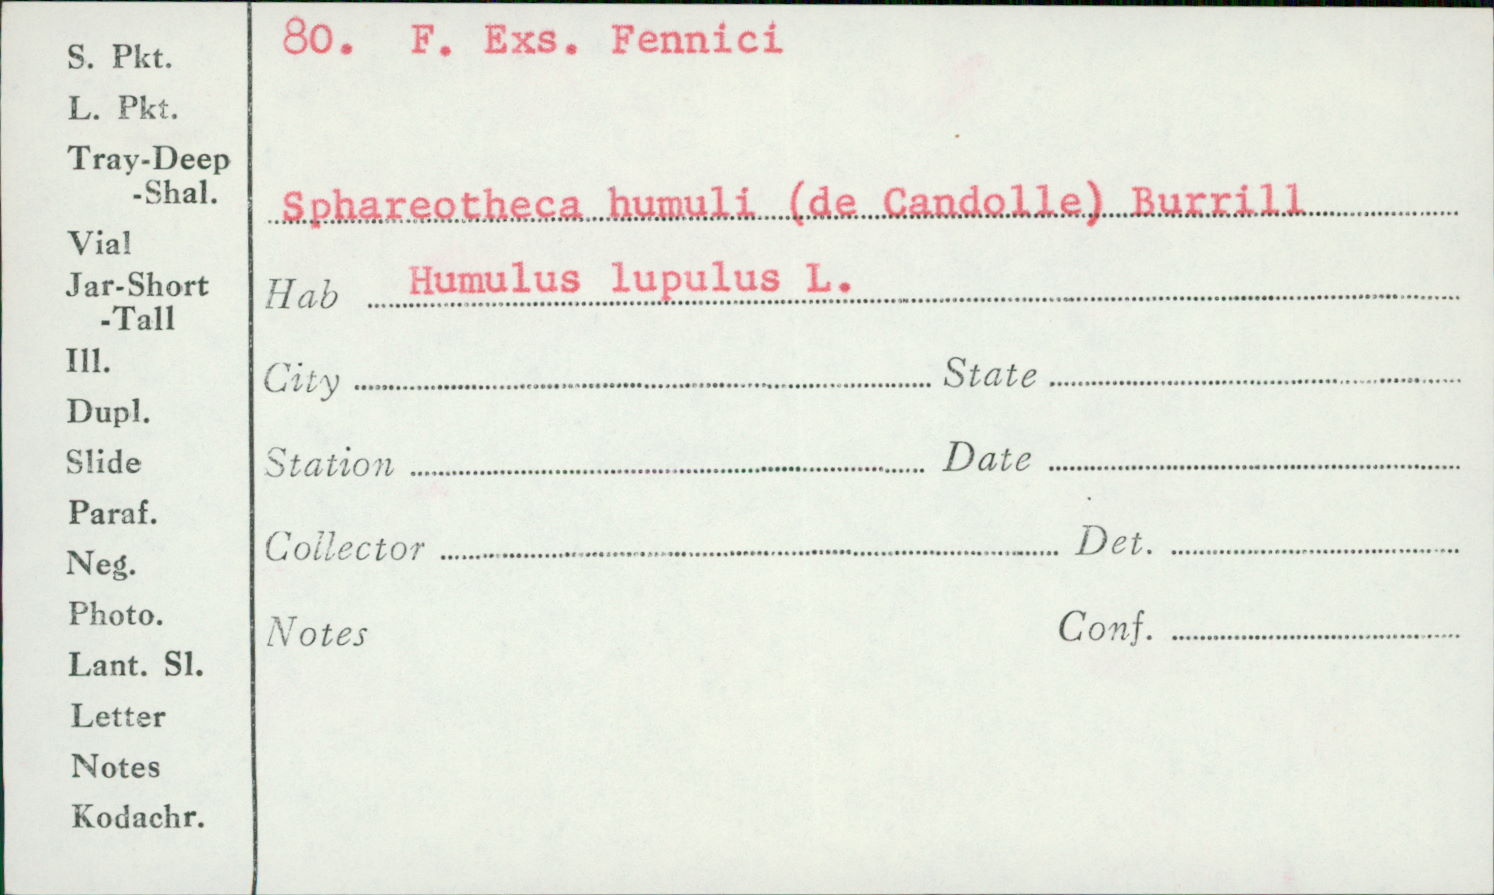 80. F. Exs. Fennici
S. Pkt.
L. Pkt.
Tray-Deep
-Shal.
Vial
Jar-Short
-Tall
Ill.
Dupl.
Slide
Paraf.
Neg.
Photo.
Lant. Sl.
Letter
Notes
Kodachr.
Sphareotheca humuli (de Candolle) Burrill
Hab Humulus lupulus L.
City State
Station Date
Collector Det.
Notes Conf.